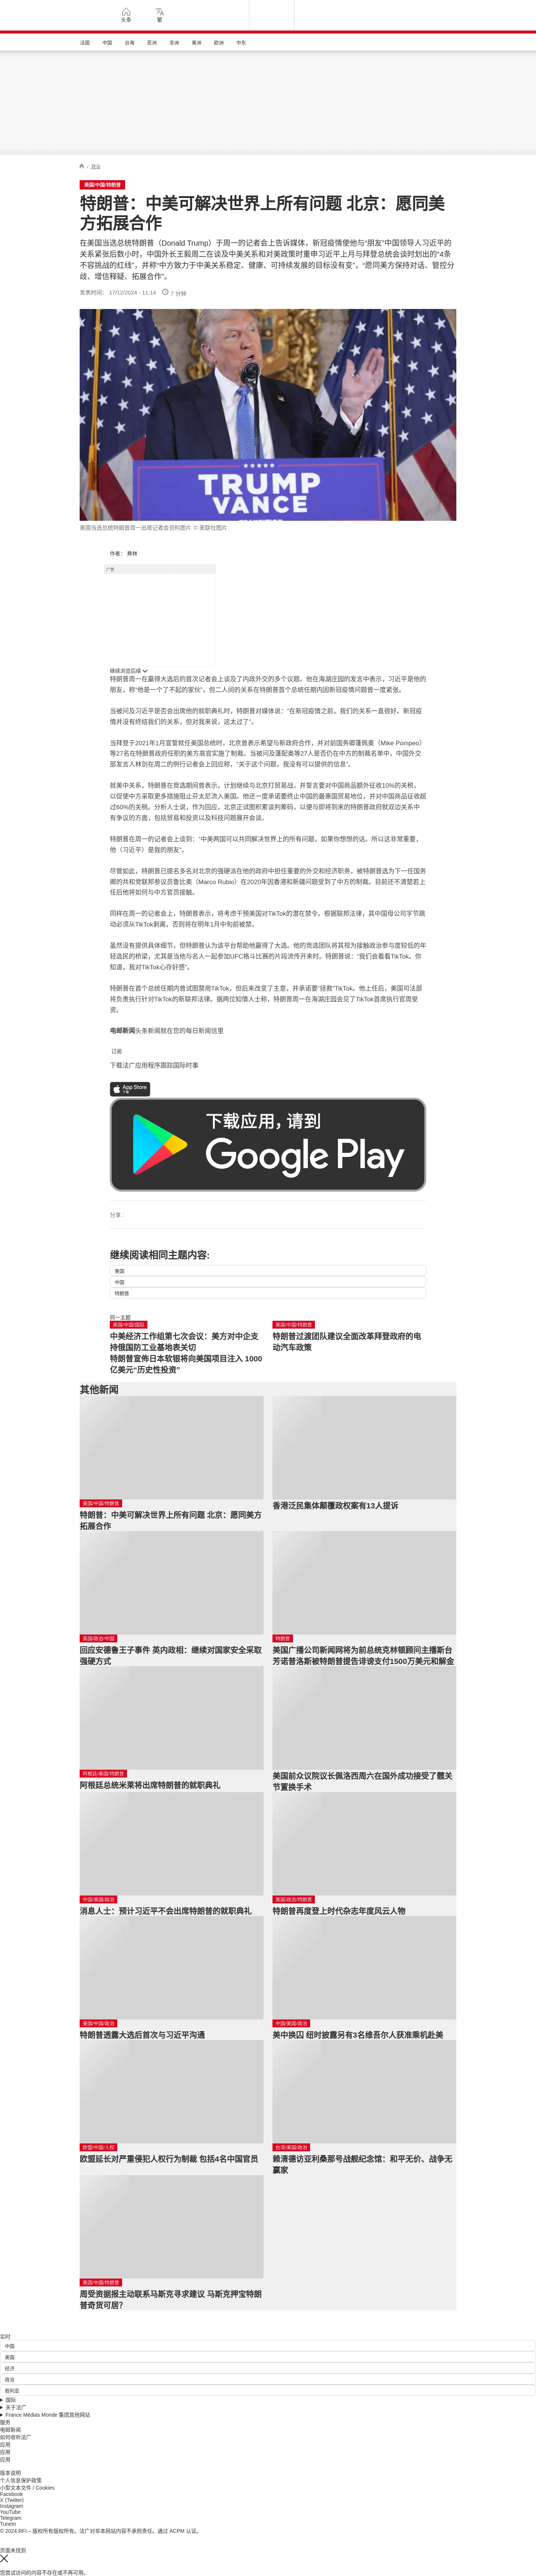 头条
繁
法国
中国
台海
亚洲
非洲
美洲
欧洲
中东
/ 政治
美国/中国/特朗普
特朗普：中美可解决世界上所有问题 北京：愿同美
方拓展合作
在美国当选总统特朗普（Donald Trump）于周一的记者会上告诉媒体，新冠疫情使他与“朋友”中国领导人习近平的
关系紧张后数小时，中国外长王毅周二在谈及中美关系和对美政策时重申习近平上月与拜登总统会谈时划出的“4条
不容挑战的红线”，并称“中方致力于中美关系稳定、健康、可持续发展的目标没有变”，“愿同美方保持对话、管控分
歧、增信释疑、拓展合作”。
发表时间： 17/12/2024 - 11:14
7 分钟
TRUMP
VANCE
美国当选总统特朗普周一出席记者会资料图片 © 美联社图片
作者： 弗林
广告
继续浏览后续
特朗普周一在赢得大选后的首次记者会上谈及了内政外交的多个议题。他在海湖庄园的发言中表示，习近平是他的
朋友，称“他是一个了不起的家伙”，但二人间的关系在特朗普首个总统任期内因新冠疫情问题曾一度紧张。
当被问及习近平是否会出席他的就职典礼时，特朗普对媒体说：“在新冠疫情之前，我们的关系一直很好。新冠疫
情并没有终结我们的关系，但对我来说，这太过了”。
当拜登于2021年1月宣誓就任美国总统时，北京曾表示希望与新政府合作，并对前国务卿蓬佩奥（Mike Pompeo）
等27名在特朗普政府任职的美方高官实施了制裁。当被问及蓬配奥等27人是否仍在中方的制裁名单中，中国外交
部发言人林剑在周二的例行记者会上回应称，“关于这个问题，我没有可以提供的信息”。
就美中关系，特朗普在竞选期间曾表示，计划继续与北京打贸易战，并誓言要对中国商品额外征收10%的关税，
以促使中方采取更多措施阻止芬太尼流入美国。他还一度承诺要终止中国的最惠国贸易地位，并对中国商品征收超
过60%的关税。分析人士说，作为回应，北京正试图积累谈判筹码，以便与即将到来的特朗普政府就双边关系中
有争议的方面，包括贸易和投资以及科技问题展开会谈。
特朗普在周一的记者会上谈到：“中美两国可以共同解决世界上的所有问题，如果你想想的话。所以这非常重要，
他（习近平）是我的朋友”。
尽管如此，特朗普已提名多名对北京的强硬派在他的政府中担任重要的外交和经济职务，被特朗普选为下一任国务
卿的共和党联邦参议员鲁比奥（Marco Rubio）在2020年因香港和新疆问题受到了中方的制裁。目前还不清楚若上
任后他将如何与中方官员接触。
同样在周一的记者会上，特朗普表示，将考虑干预美国对TikTok的潜在禁令。根据联邦法律，其中国母公司字节跳
动必须从TikTok剥离，否则将在明年1月中旬前被禁。
虽然没有提供具体细节，但特朗普认为该平台帮助他赢得了大选。他的竞选团队将其视为接触政治参与度较低的年
轻选民的桥梁，尤其是当他与名人一起参加UFC格斗比赛的片段流传开来时。特朗普说：“我们会看看TikTok。你
知道，我对TikTok心存好感”。
特朗普在首个总统任期内曾试图禁用TikTok，但后来改变了主意，并承诺要“拯救”TikTok。他上任后，美国司法部
将负责执行针对TikTok的新联邦法律。据两位知情人士称，特朗普周一在海湖庄园会见了TikTok首席执行官周受
资。
电邮新闻头条新闻就在您的每日新闻信里
订阅
下载法广应用程序跟踪国际时事
App Store
下载应用，请到
Google Play
分享 :
继续阅读相同主题内容:
美国
中国
特朗普
同一主题
美国/中国/国际
中美经济工作组第七次会议：美方对中企支
持俄国防工业基地表关切
美国/中国/特朗普
特朗普过渡团队建议全面改革拜登政府的电
动汽车政策
特朗普宣佈日本软银将向美国项目注入 1000
亿美元“历史性投资”
其他新闻
美国/中国/特朗普
特朗普：中美可解决世界上所有问题 北京：愿同美方
拓展合作
香港泛民集体颠覆政权案有13人提诉
英国/政治/中国
回应安德鲁王子事件 英内政相：继续对国家安全采取
强硬方式
特朗普
美国广播公司新闻网将为前总统克林顿顾问主播斯台
芳诺普洛斯被特朗普提告诽谤支付1500万美元和解金
阿根廷/美国/特朗普
阿根廷总统米莱将出席特朗普的就职典礼
美国前众议院议长佩洛西周六在国外成功接受了髋关
节置换手术
中国/美国/政治
消息人士：预计习近平不会出席特朗普的就职典礼
美国/政治/特朗普
特朗普再度登上时代杂志年度风云人物
美国/中国/政治
特朗普透露大选后首次与习近平沟通
中国/美国/政治
美中换囚 纽时披露另有3名维吾尔人获准乘机赴美
欧盟/中国/人权
欧盟延长对严重侵犯人权行为制裁 包括4名中国官员
台湾/美国/政治
赖清德访亚利桑那号战舰纪念馆：和平无价、战争无
赢家
美国/中国/特朗普
周受资据报主动联系马斯克寻求建议 马斯克押宝特朗
普奇货可居？
实时
中国
美国
经济
政治
叙利亚
国际
关于法广
France Médias Monde 集团其他网站
服务
电邮新闻
如何收听法广
应用
应用
应用
版本说明
个人信息保护政策
小型文本文件 / Cookies
Facebook
X (Twitter)
Instagram
YouTube
Telegram
TuneIn
© 2024 RFI – 版权所有版权所有。法广对非本网站内容不承担责任。通过 ACPM 认证。
页面未找到
您尝试访问的内容不存在或不再可用。